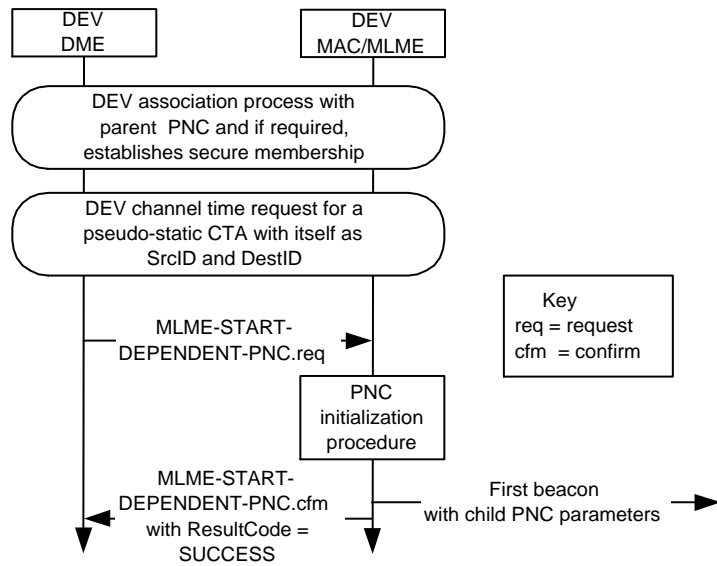 DEV
DME
DEV
MAC/MLME
DEV association process with
parent PNC and if required,
establishes secure membership
DEV channel time request for a
pseudo-static CTA with itself as
SrcID and DestID
MLME-START-
DEPENDENT-PNC.req
Key
req = request
cfm = confirm
PNC
initialization
procedure
MLME-START-
DEPENDENT-PNC.cfm
with ResultCode =
SUCCESS
First beacon
with child PNC parameters